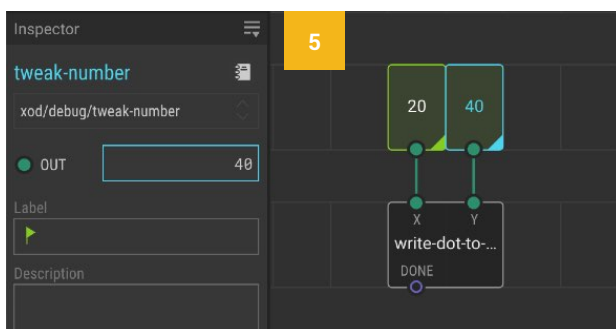 Inspector
5
tweak-number
xod/debug/tweak-number
OUT 40
Label
Description
20 40
X Y
write-dot-to-...
DONE